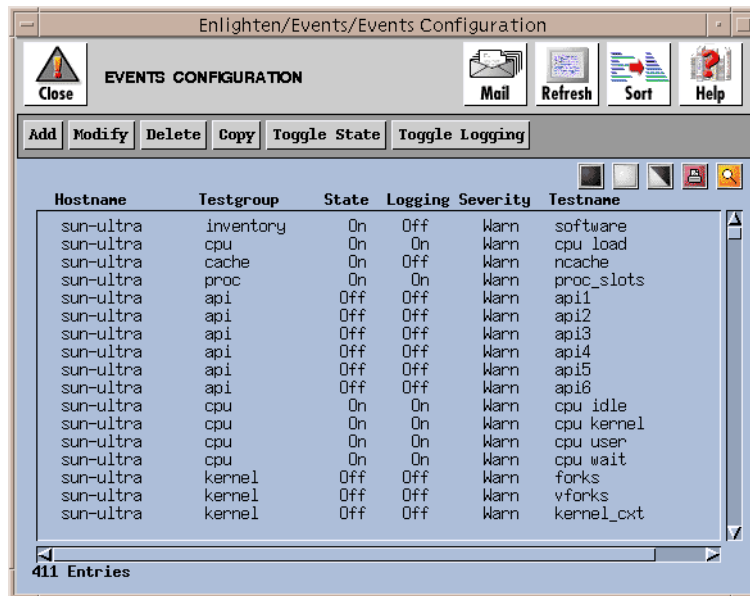 Enlighten/Events/Events Configuration
Close EVENTS CONFIGURATION Mail Refresh Sort Help
Add Modify Delete Copy Toggle State Toggle Logging
Hostname Testgroup State Logging Severity Testname
sun-ultra inventory On Off Warn software
sun-ultra cpu On On Warn cpu load
sun-ultra cache On Off Warn ncache
sun-ultra proc On On Warn proc_slots
sun-ultra api Off Off Warn api1
sun-ultra api Off Off Warn api2
sun-ultra api Off Off Warn api3
sun-ultra api Off Off Warn api4
sun-ultra api Off Off Warn api5
sun-ultra api Off Off Warn api6
sun-ultra cpu On On Warn cpu idle
sun-ultra cpu On On Warn cpu kernel
sun-ultra cpu On On Warn cpu user
sun-ultra cpu On On Warn cpu wait
sun-ultra kernel Off Off Warn forks
sun-ultra kernel Off Off Warn vforks
sun-ultra kernel Off Off Warn kernel_cxt
411 Entries